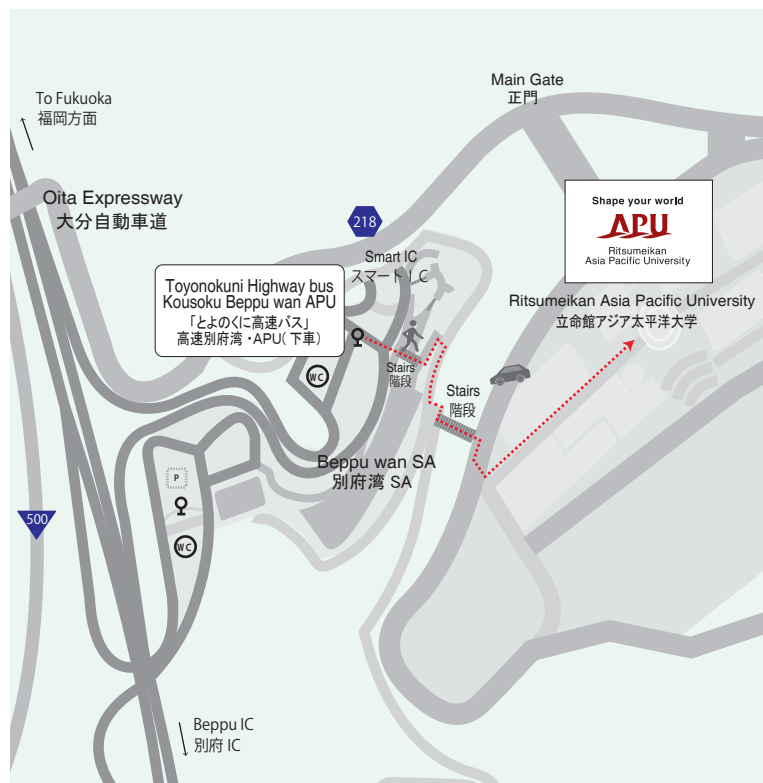 Main Gate
正門
To Fukuoka
福岡方面
Oita Expressway
大分自動車道
218
Shape your world
APU
Ritsumeikan
Asia Pacific University
Smart IC
スマートIC
Toyonokuni Highway bus
Kousoku Beppu wan APU
「とよのくに高速バス」
高速別府湾・APU(下車)
Ritsumeikan Asia Pacific University
立命館アジア太平洋大学
Stairs
階段
WC
Stairs
階段
Beppu wan SA
別府湾 SA
P
500
WC
Beppu IC
別府 IC